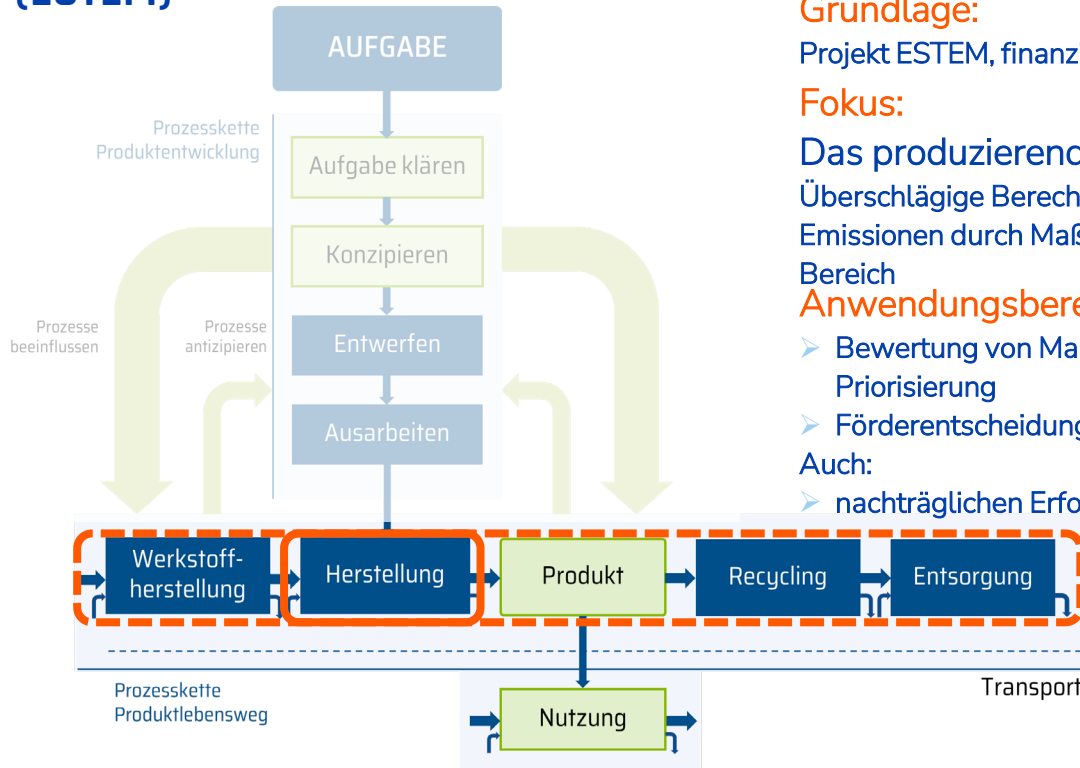 (ESTEM)
AUFGABE
Prozesskette
Produktentwicklung
Aufgabe klären
Konzipieren
Prozesse
beeinflussen
Prozesse
antizipieren
Entwerfen
Ausarbeiten
Werkstoff-
herstellung
Herstellung
Produkt
Recycling
Entsorgung
Prozesskette
Produktlebensweg
Transport
Nutzung
Grundlage:
Projekt ESTEM, finanz
Fokus:
Das produzierend
Überschlägige Berech
Emissionen durch Maß
Bereich
Anwendungsbere
Bewertung von Ma
Priorisierung
Förderentscheidung
Auch:
nachträglichen Erfo